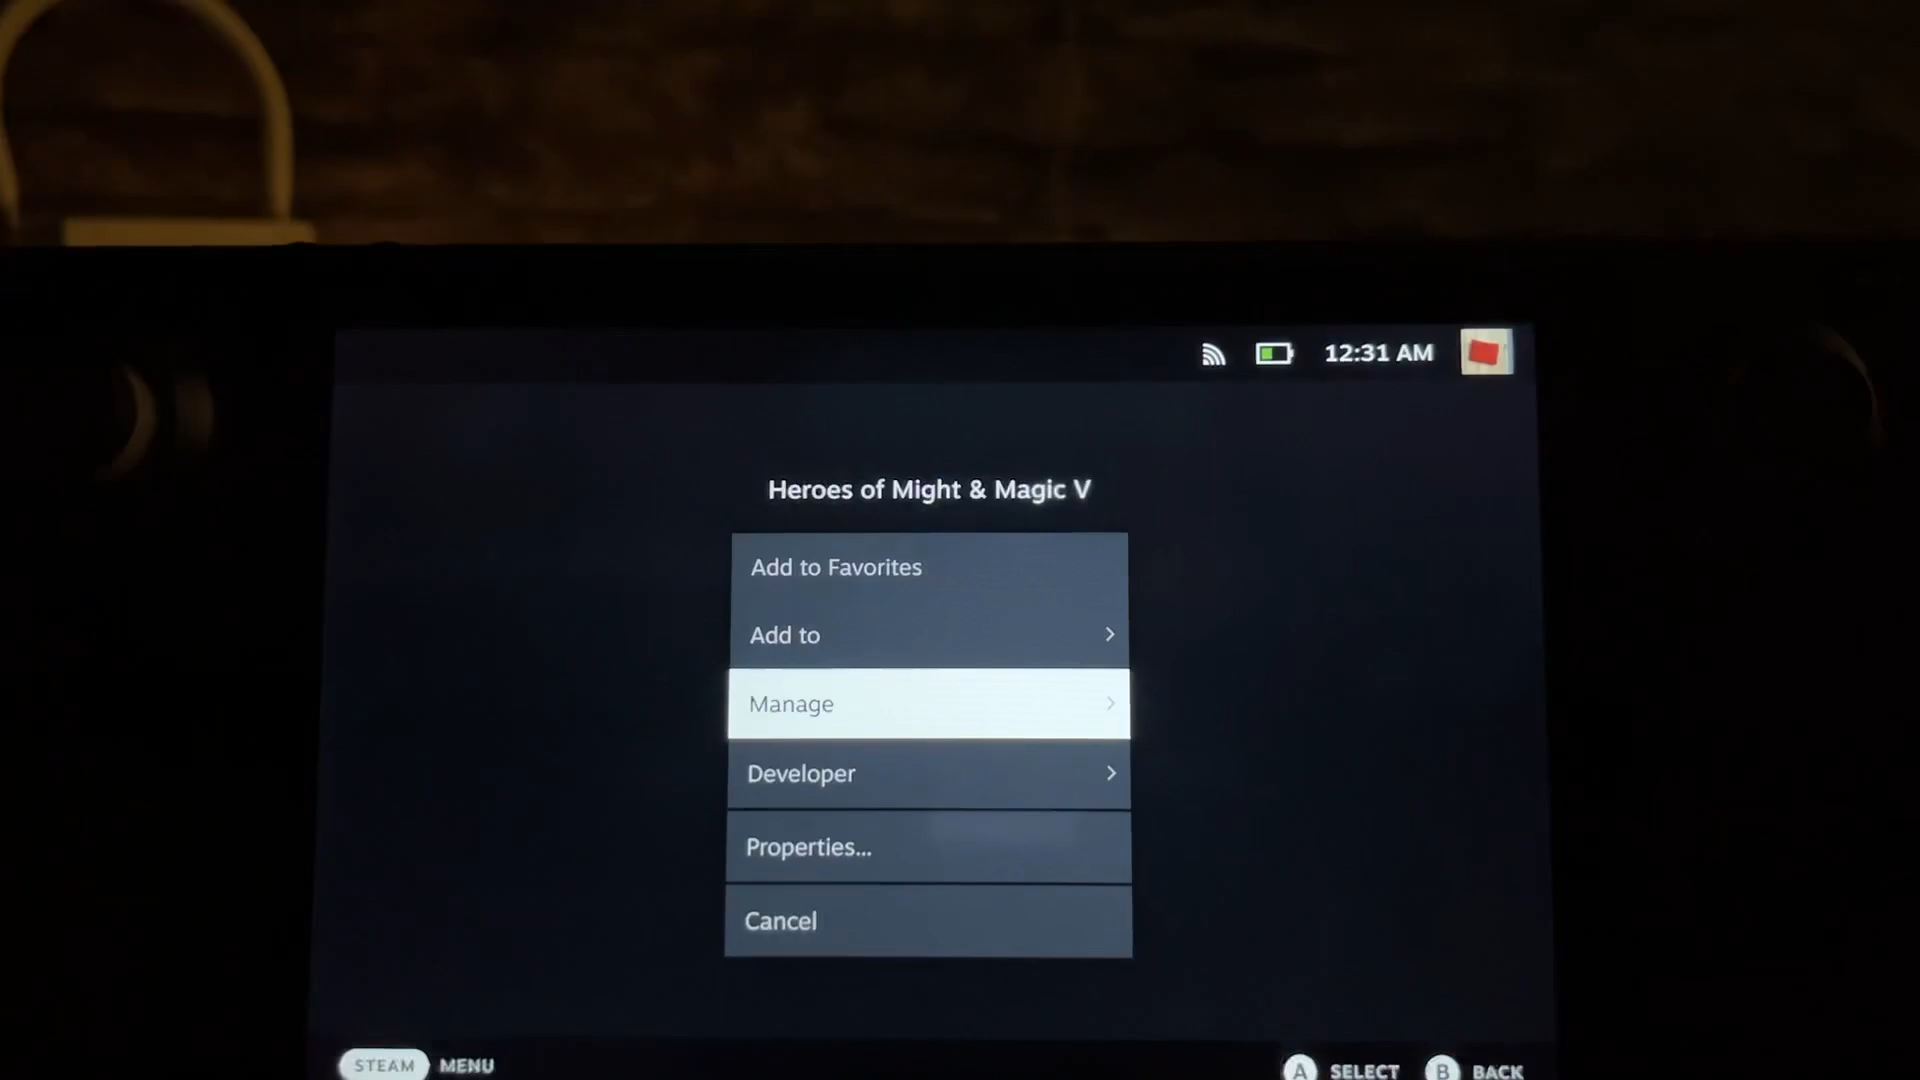 12:31 AM
Heroes of Might & Magic V
Add to Favorites
Add to
Manage
Developer
Properties...
Cancel
STEAM MENU
A SELECT B BACK